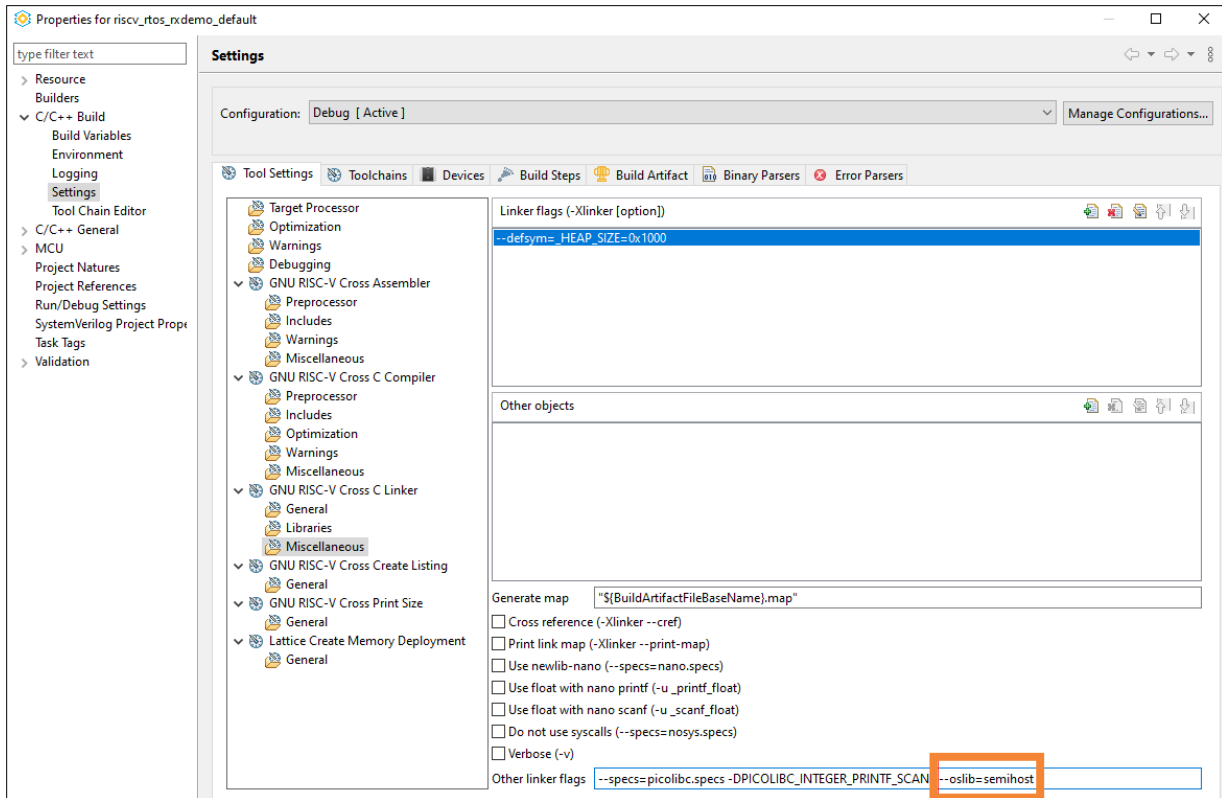 Properties for riscv_rtos_rxdemo_default
type filter text
Resource
Builders
C/C++ Build
Build Variables
Environment
Logging
Settings
Tool Chain Editor
C/C++ General
MCU
Project Natures
Project References
Run/Debug Settings
SystemVerilog Project Prope
Task Tags
Validation
Settings
Configuration: Debug [ Active ]
Manage Configurations...
Tool Settings Toolchains Devices Build Steps Build Artifact Binary Parsers Error Parsers
Target Processor
Optimization
Warnings
Debugging
GNU RISC-V Cross Assembler
Preprocessor
Includes
Warnings
Miscellaneous
GNU RISC-V Cross C Compiler
Preprocessor
Includes
Optimization
Warnings
Miscellaneous
GNU RISC-V Cross C Linker
General
Libraries
Miscellaneous
GNU RISC-V Cross Create Listing
General
GNU RISC-V Cross Print Size
General
Lattice Create Memory Deployment
General
Linker flags (-Xlinker [option])
--defsym=_HEAP_SIZE=0x1000
Other objects
Generate map "${BuildArtifactFileBaseName}.map"
Cross reference (-Xlinker --cref)
Print link map (-Xlinker --print-map)
Use newlib-nano (--specs=nano.specs)
Use float with nano printf (-u _printf_float)
Use float with nano scanf (-u _scanf_float)
Do not use syscalls (--specs=nosys.specs)
Verbose (-v)
Other linker flags --specs=picolibc.specs -DPICOLIBC_INTEGER_PRINTF_SCAN --oslib=semihost